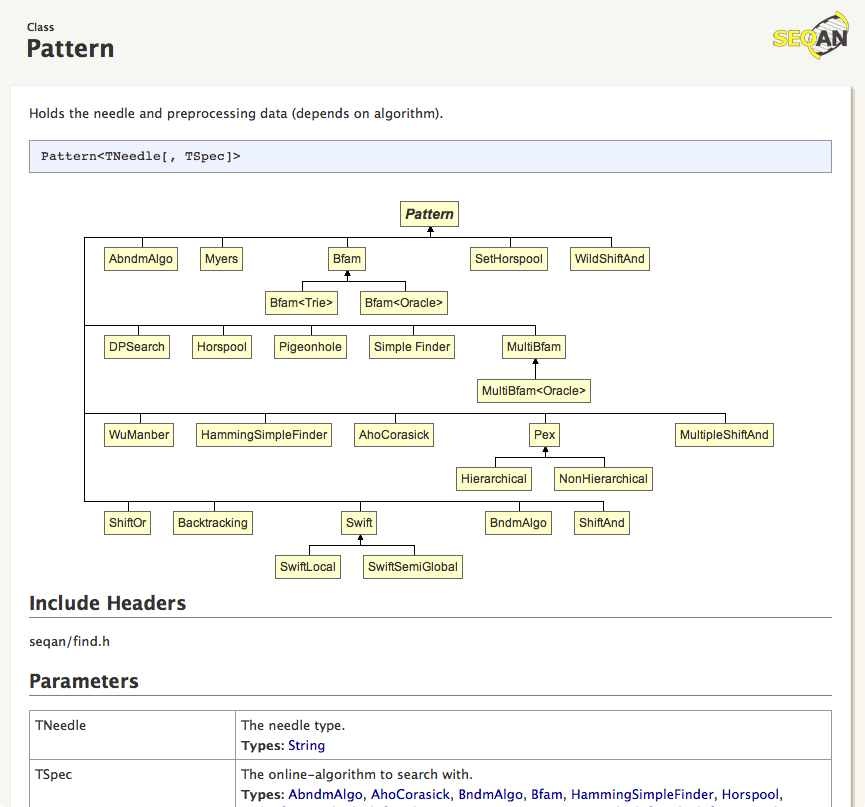 Class
Pattern
SEQAN
Holds the needle and preprocessing data (depends on algorithm).
Pattern<TNeedle[, TSpec]>
Pattern
AbndmAlgo Myers Bfam SetHorspool WildShiftAnd
Bfam<Trie> Bfam<Oracle>
DPSearch Horspool Pigeonhole Simple Finder MultiBfam
MultiBfam<Oracle>
WuManber HammingSimpleFinder AhoCorasick Pex MultipleShiftAnd
Hierarchical NonHierarchical
ShiftOr Backtracking Swift BndmAlgo ShiftAnd
SwiftLocal SwiftSemiGlobal
Include Headers
seqan/find.h
Parameters
TNeedle The needle type.
Types: String
TSpec The online-algorithm to search with.
Types: AbndmAlgo, AhoCorasick, BndmAlgo, Bfam, HammingSimpleFinder, Horspool,